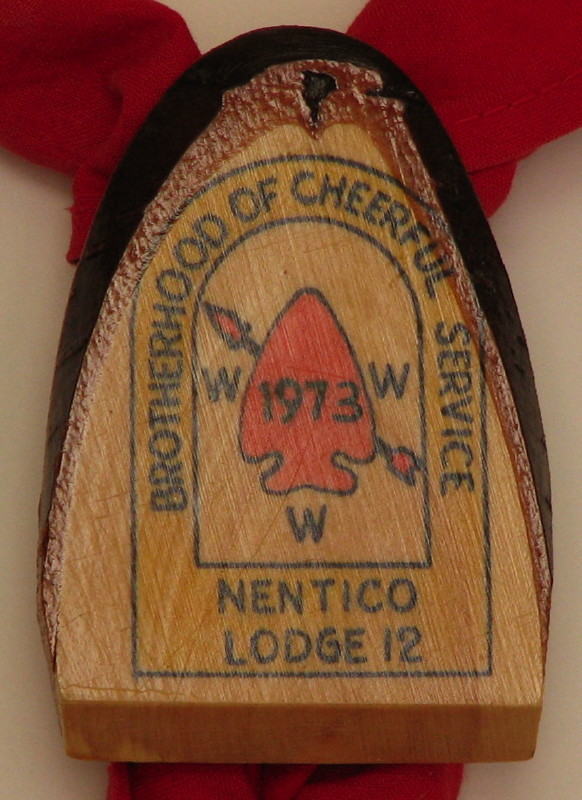 BROTHERHOOD OF CHEERFUL SERVICE
W 1973 W
W
NENTICO
LODGE 12